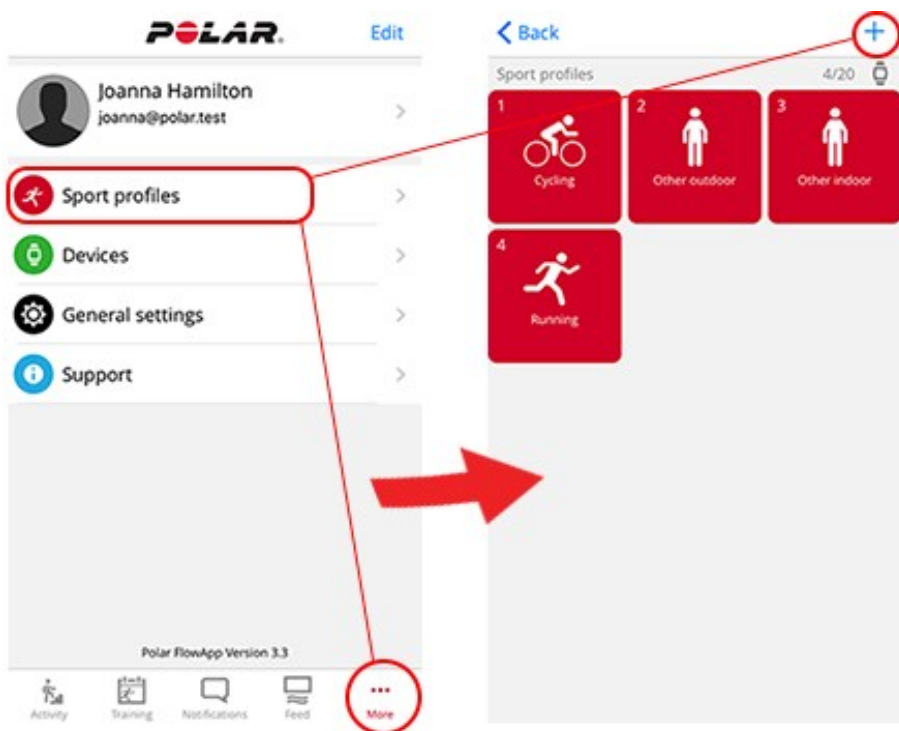 POLAR.
Edit
Joanna Hamilton
joanna@polar.test
Sport profiles
Devices
General settings
Support
Polar FlowApp Version 3.3
Activity
Training
Notifications
Feed
More
Back
Sport profiles
4/20
1
Cycling
2
Other outdoor
3
Other indoor
4
Running